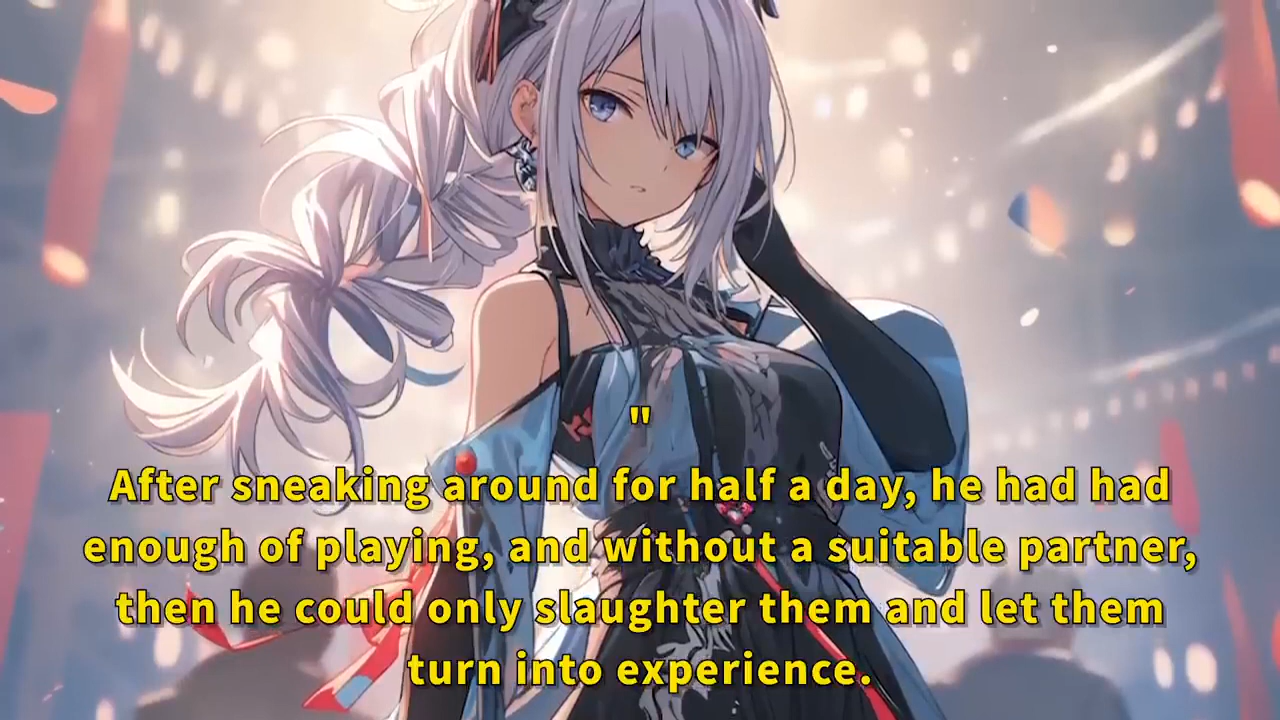 "
After sneaking around for half a day, he had had
enough of playing, and without a suitable partner,
then he could only slaughter them and let them
turn into experience.